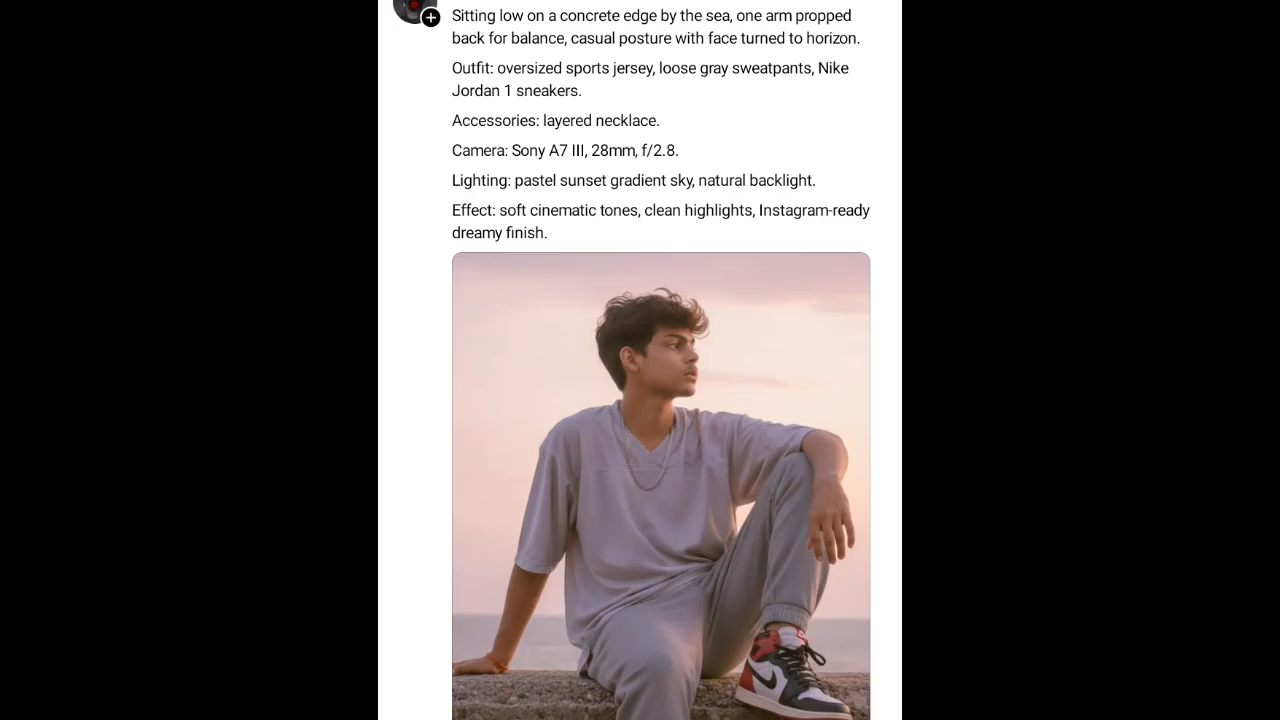 Sitting low on a concrete edge by the sea, one arm propped
back for balance, casual posture with face turned to horizon.
Outfit: oversized sports jersey, loose gray sweatpants, Nike
Jordan 1 sneakers.
Accessories: layered necklace.
Camera: Sony A7 III, 28mm, f/2.8.
Lighting: pastel sunset gradient sky, natural backlight.
Effect: soft cinematic tones, clean highlights, Instagram-ready
dreamy finish.